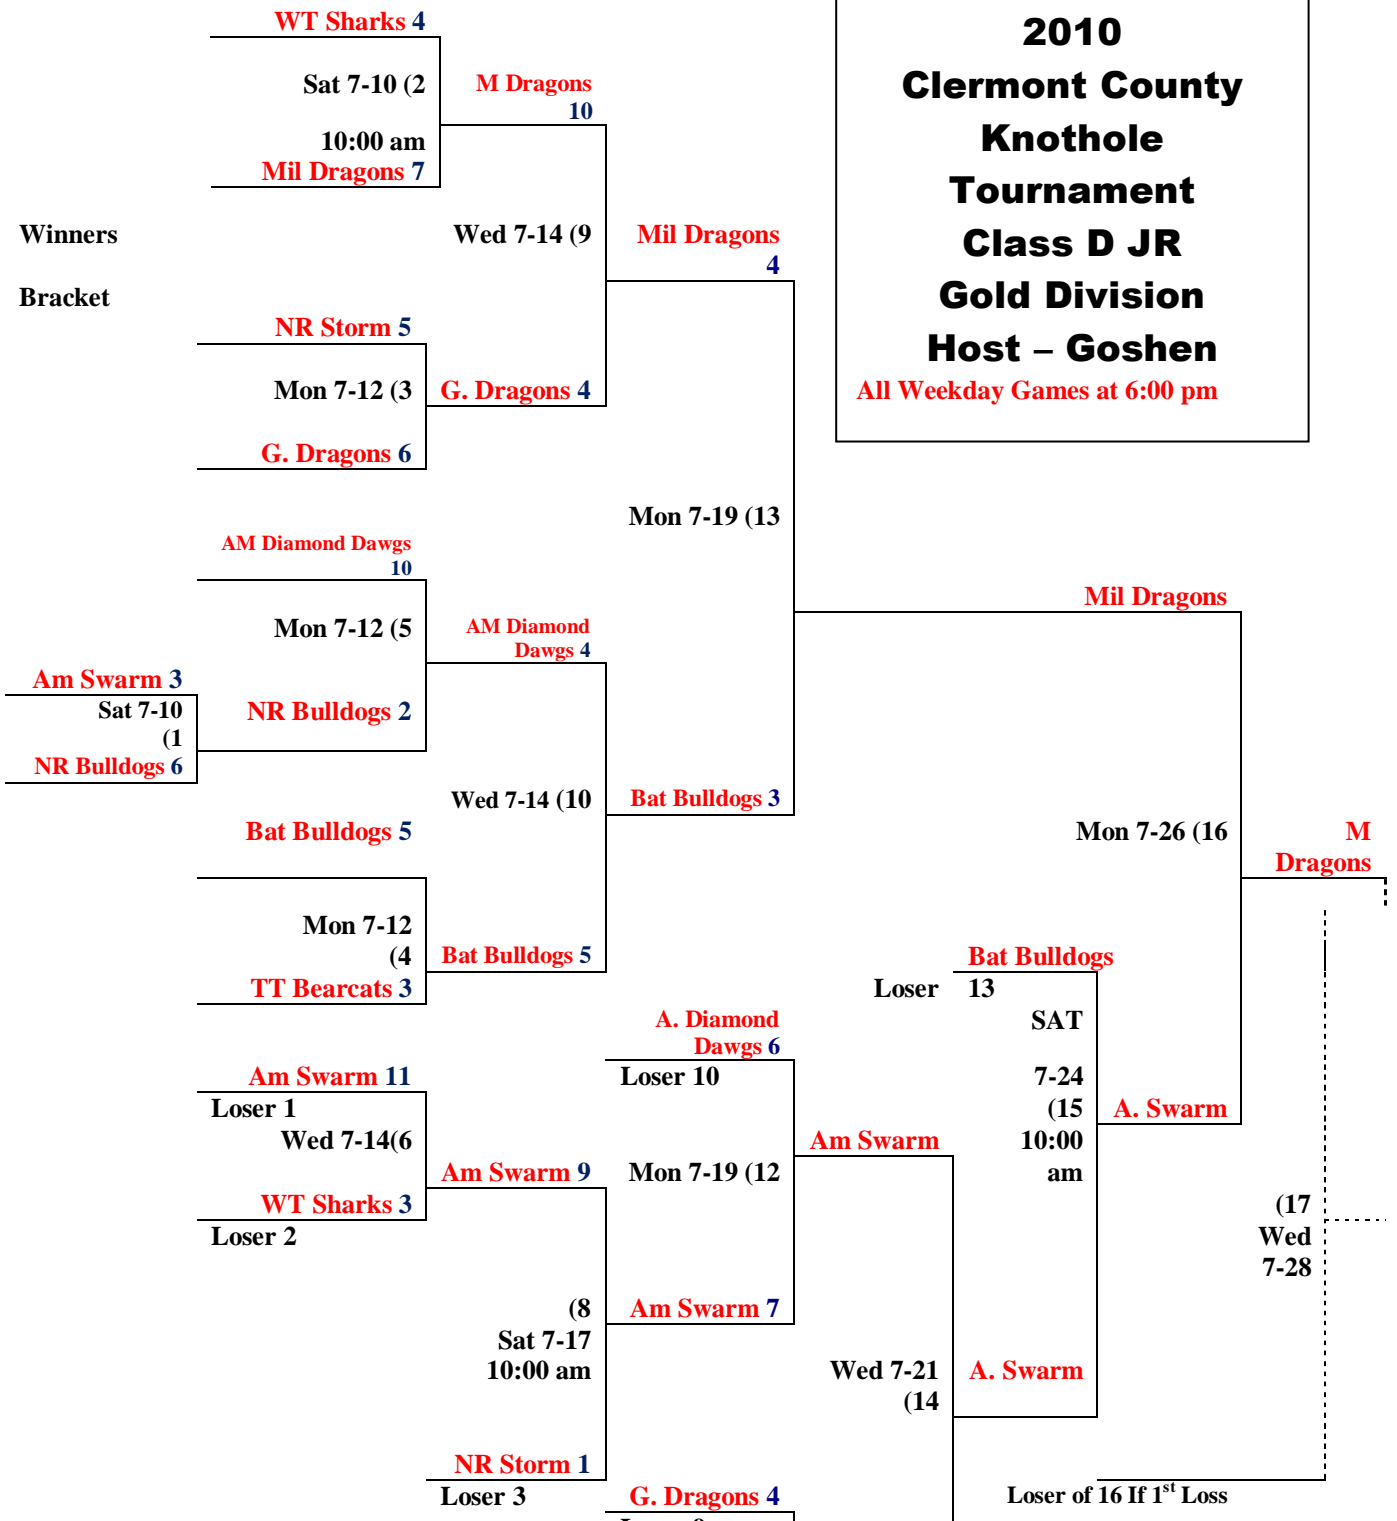 WT Sharks 4
Sat 7-10 (2
10:00 am
Mil Dragons 7
M Dragons
10
2010
Clermont County
Knothole
Tournament
Class D JR
Gold Division
Host – Goshen
All Weekday Games at 6:00 pm
Winners
Bracket
Wed 7-14 (9
Mil Dragons
4
NR Storm 5
Mon 7-12 (3
G. Dragons 4
G. Dragons 6
Mon 7-19 (13
AM Diamond Dawgs
10
Mon 7-12 (5
AM Diamond
Dawgs 4
Mil Dragons
Am Swarm 3
Sat 7-10
(1
NR Bulldogs 6
NR Bulldogs 2
Wed 7-14 (10
Bat Bulldogs 3
Bat Bulldogs 5
Mon 7-26 (16
M
Dragons
Mon 7-12
(4
TT Bearcats 3
Bat Bulldogs 5
Bat Bulldogs
Loser 13
SAT
7-24
(15
10:00
am
A. Swarm
A. Diamond
Dawgs 6
Loser 10
Am Swarm 11
Loser 1
Wed 7-14(6
WT Sharks 3
Loser 2
Am Swarm 9
Mon 7-19 (12
Am Swarm
(17
Wed
7-28
(8
Sat 7-17
10:00 am
Am Swarm 7
Wed 7-21
(14
A. Swarm
NR Storm 1
Loser 3
G. Dragons 4
Loser of 16 If 1st Loss